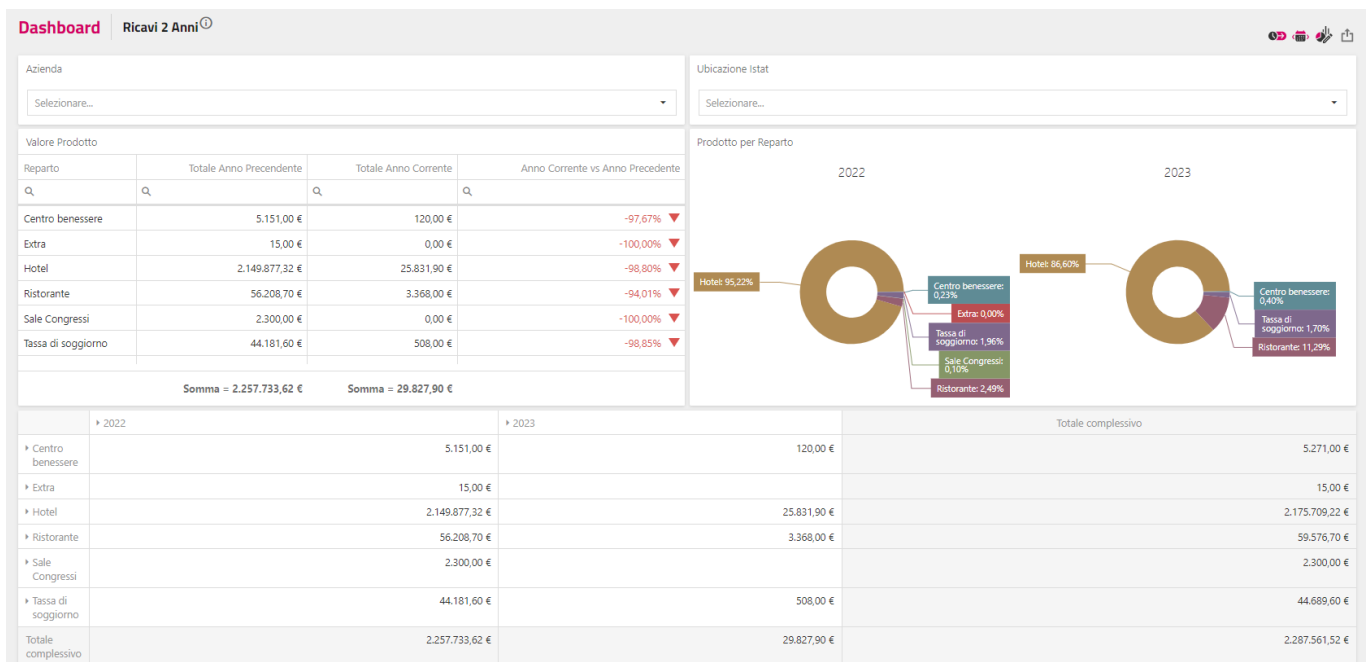 Dashboard Ricavi 2 Anni
Azienda
Selezionare...
Ubicazione Istat
Selezionare...
Valore Prodotto
Reparto Totale Anno Precendente Totale Anno Corrente Anno Corrente vs Anno Precedente
Centro benessere 5.151,00 € 120,00 € -97,67%
Extra 15,00 € 0,00 € -100,00%
Hotel 2.149.877,32 € 25.831,90 € -98,80%
Ristorante 56.208,70 € 3.368,00 € -94,01%
Sale Congressi 2.300,00 € 0,00 € -100,00%
Tassa di soggiorno 44.181,60 € 508,00 € -98,85%
Somma = 2.257.733,62 € Somma = 29.827,90 €
Prodotto per Reparto
2022
Hotel: 95,22%
Centro benessere:
0,23%
Extra: 0,00%
Tassa di
soggiorno: 1,96%
Sale Congressi:
0,10%
Ristorante: 2,49%
2023
Hotel: 86,60%
Centro benessere:
0,40%
Tassa di
soggiorno: 1,70%
Ristorante: 11,29%
2022 2023 Totale complessivo
Centro 5.151,00 € 120,00 € 5.271,00 €
benessere
Extra 15,00 € 15,00 €
Hotel 2.149.877,32 € 25.831,90 € 2.175.709,22 €
Ristorante 56.208,70 € 3.368,00 € 59.576,70 €
Sale 2.300,00 € 2.300,00 €
Congressi
Tassa di 44.181,60 € 508,00 € 44.689,60 €
soggiorno
Totale 2.257.733,62 € 29.827,90 € 2.287.561,52 €
complessivo